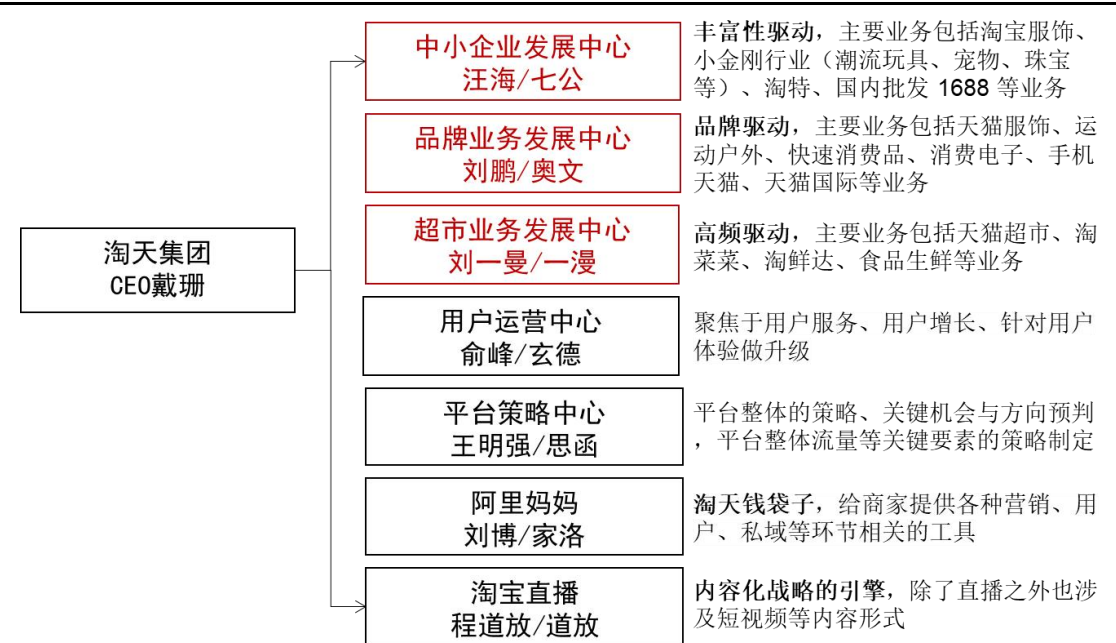 淘天集团
CEO戴珊
中小企业发展中心
汪海/七公
丰富性驱动，主要业务包括淘宝服饰、
小金刚行业（潮流玩具、宠物、珠宝
等）、淘特、国内批发 1688 等业务
品牌业务发展中心
刘鹏/奥文
品牌驱动，主要业务包括天猫服饰、运
动户外、快速消费品、消费电子、手机
天猫、天猫国际等业务
超市业务发展中心
刘一曼/一漫
高频驱动，主要业务包括天猫超市、淘
菜菜、淘鲜达、食品生鲜等业务
用户运营中心
俞峰/玄德
聚焦于用户服务、用户增长、针对用户
体验做升级
平台策略中心
王明强/思函
平台整体的策略、关键机会与方向预判
，平台整体流量等关键要素的策略制定
阿里妈妈
刘博/家洛
淘天钱袋子，给商家提供各种营销、用
户、私域等环节相关的工具
淘宝直播
程道放/道放
内容化战略的引擎，除了直播之外也涉
及短视频等内容形式